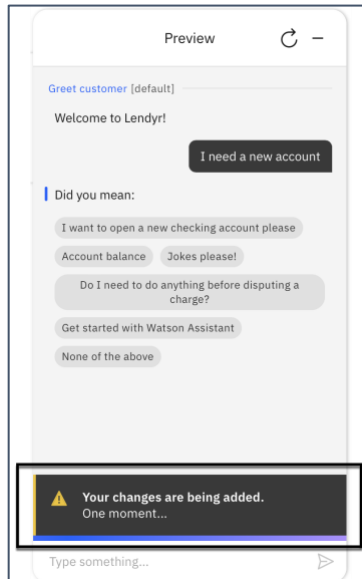 Preview
Greet customer [default]
Welcome to Lendyr!
I need a new account
Did you mean:
I want to open a new checking account please
Account balance
Jokes please!
Do I need to do anything before disputing a
charge?
Get started with Watson Assistant
None of the above
Your changes are being added.
One moment...
Type something...